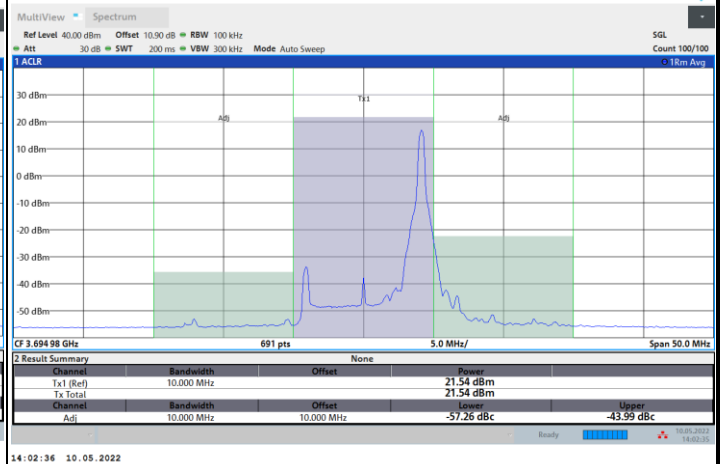 MultiView Spectrum
Ref Level 40.00 dBm Offset 10.90 dB RBW 100 kHz SGL
Att 30 dB SWT 200 ms VBW 300 kHz Mode Auto Sweep Count 100/100
1 ACLR 1Rm Avg
30 dBm
Tx1
20 dBm
Adj Adj
10 dBm
0 dBm
-10 dBm
-20 dBm
-30 dBm
-40 dBm
-50 dBm
CF 3.694 98 GHz 691 pts 5.0 MHz/ Span 50.0 MHz
2 Result Summary None
Channel Bandwidth Offset Power
Tx1 (Ref) 10.000 MHz 21.54 dBm
Tx Total 21.54 dBm
Channel Bandwidth Offset Lower Upper
Adj 10.000 MHz 10.000 MHz -57.26 dBc -43.99 dBc
Ready 10.05.2022
14:02:35
14:02:36 10.05.2022